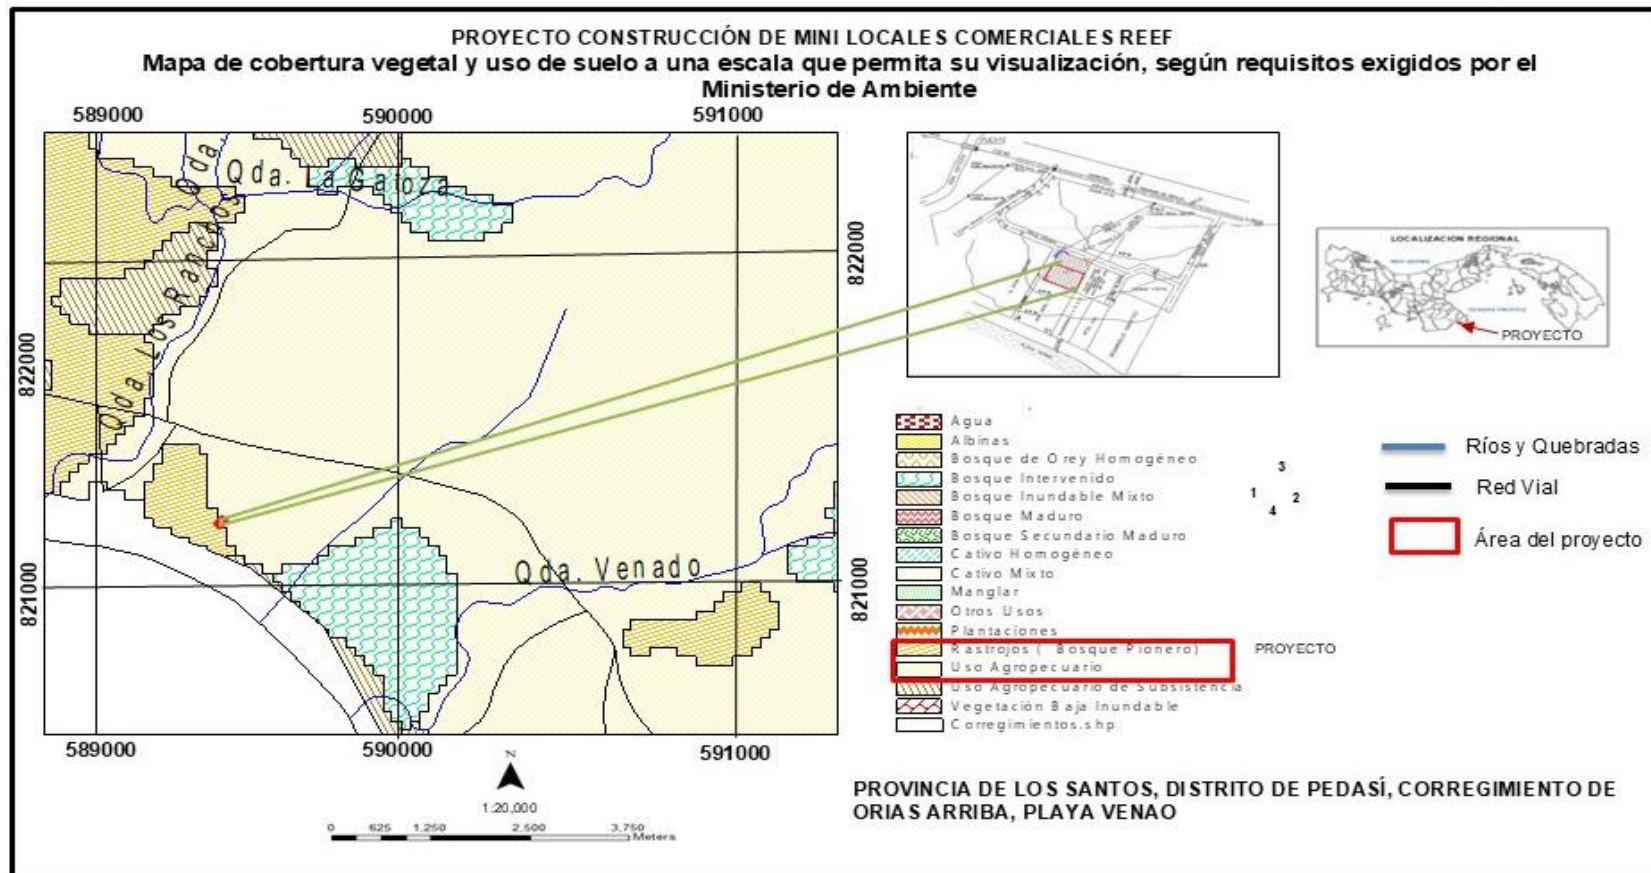 PROYECTO CONSTRUCCIÓN DE MINI LOCALES COMERCIALES REEF
Mapa de cobertura vegetal y uso de suelo a una escala que permita su visualización, según requisitos exigidos por el
Ministerio de Ambiente
589000
590000
591000
Qda.
Qda. La Garoza
Qda. Los Ranchos
Qda. Venado
822000
822000
821000
821000
589000
590000
591000
N
1:20,000
0 625 1,250 2,500 3,750
Meters
LOCALIZACION REGIONAL
PROYECTO
Agua
Albinas
Bosque de Orey Homogéneo
Bosque Intervenido
Bosque Inundable Mixto
Bosque Maduro
Bosque Secundario Maduro
Cativo Homogéneo
Cativo Mixto
Manglar
Otros Usos
Plantaciones
Rastrojos ( Bosque Pionero)
Uso Agropecuario
Uso Agropecuario de Subsistencia
Vegetación Baja Inundable
Corregimientos.shp
PROYECTO
3
1 2
4
Ríos y Quebradas
Red Vial
Área del proyecto
PROVINCIA DE LOS SANTOS, DISTRITO DE PEDASÍ, CORREGIMIENTO DE
ORIAS ARRIBA, PLAYA VENAO